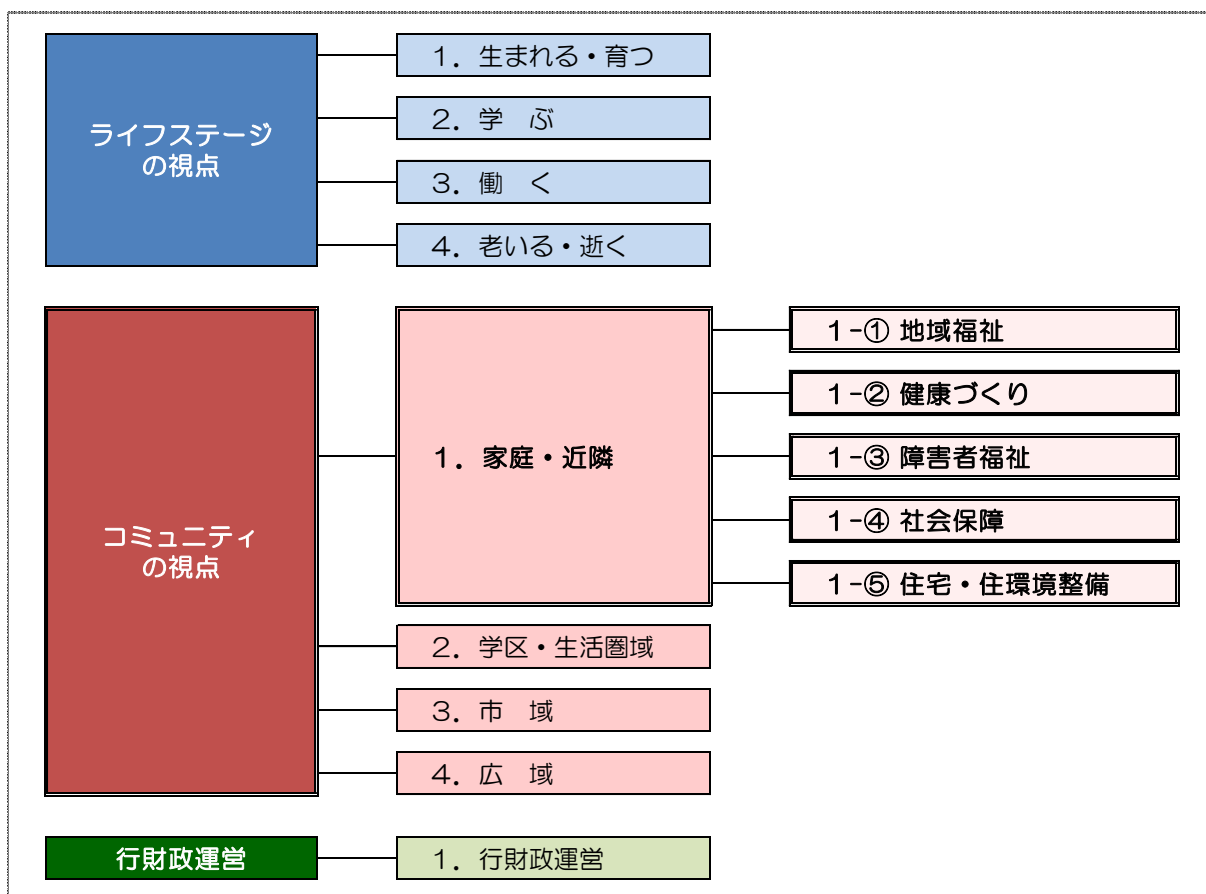 ライフステージ
の視点
1．生まれる・育つ
2．学　ぶ
3．働　く
4．老いる・逝く
コミュニティ
の視点
1．家庭・近隣
1-① 地域福祉
1-② 健康づくり
1-③ 障害者福祉
1-④ 社会保障
1-⑤ 住宅・住環境整備
2．学区・生活圏域
3．市　域
4．広　域
行財政運営
1．行財政運営